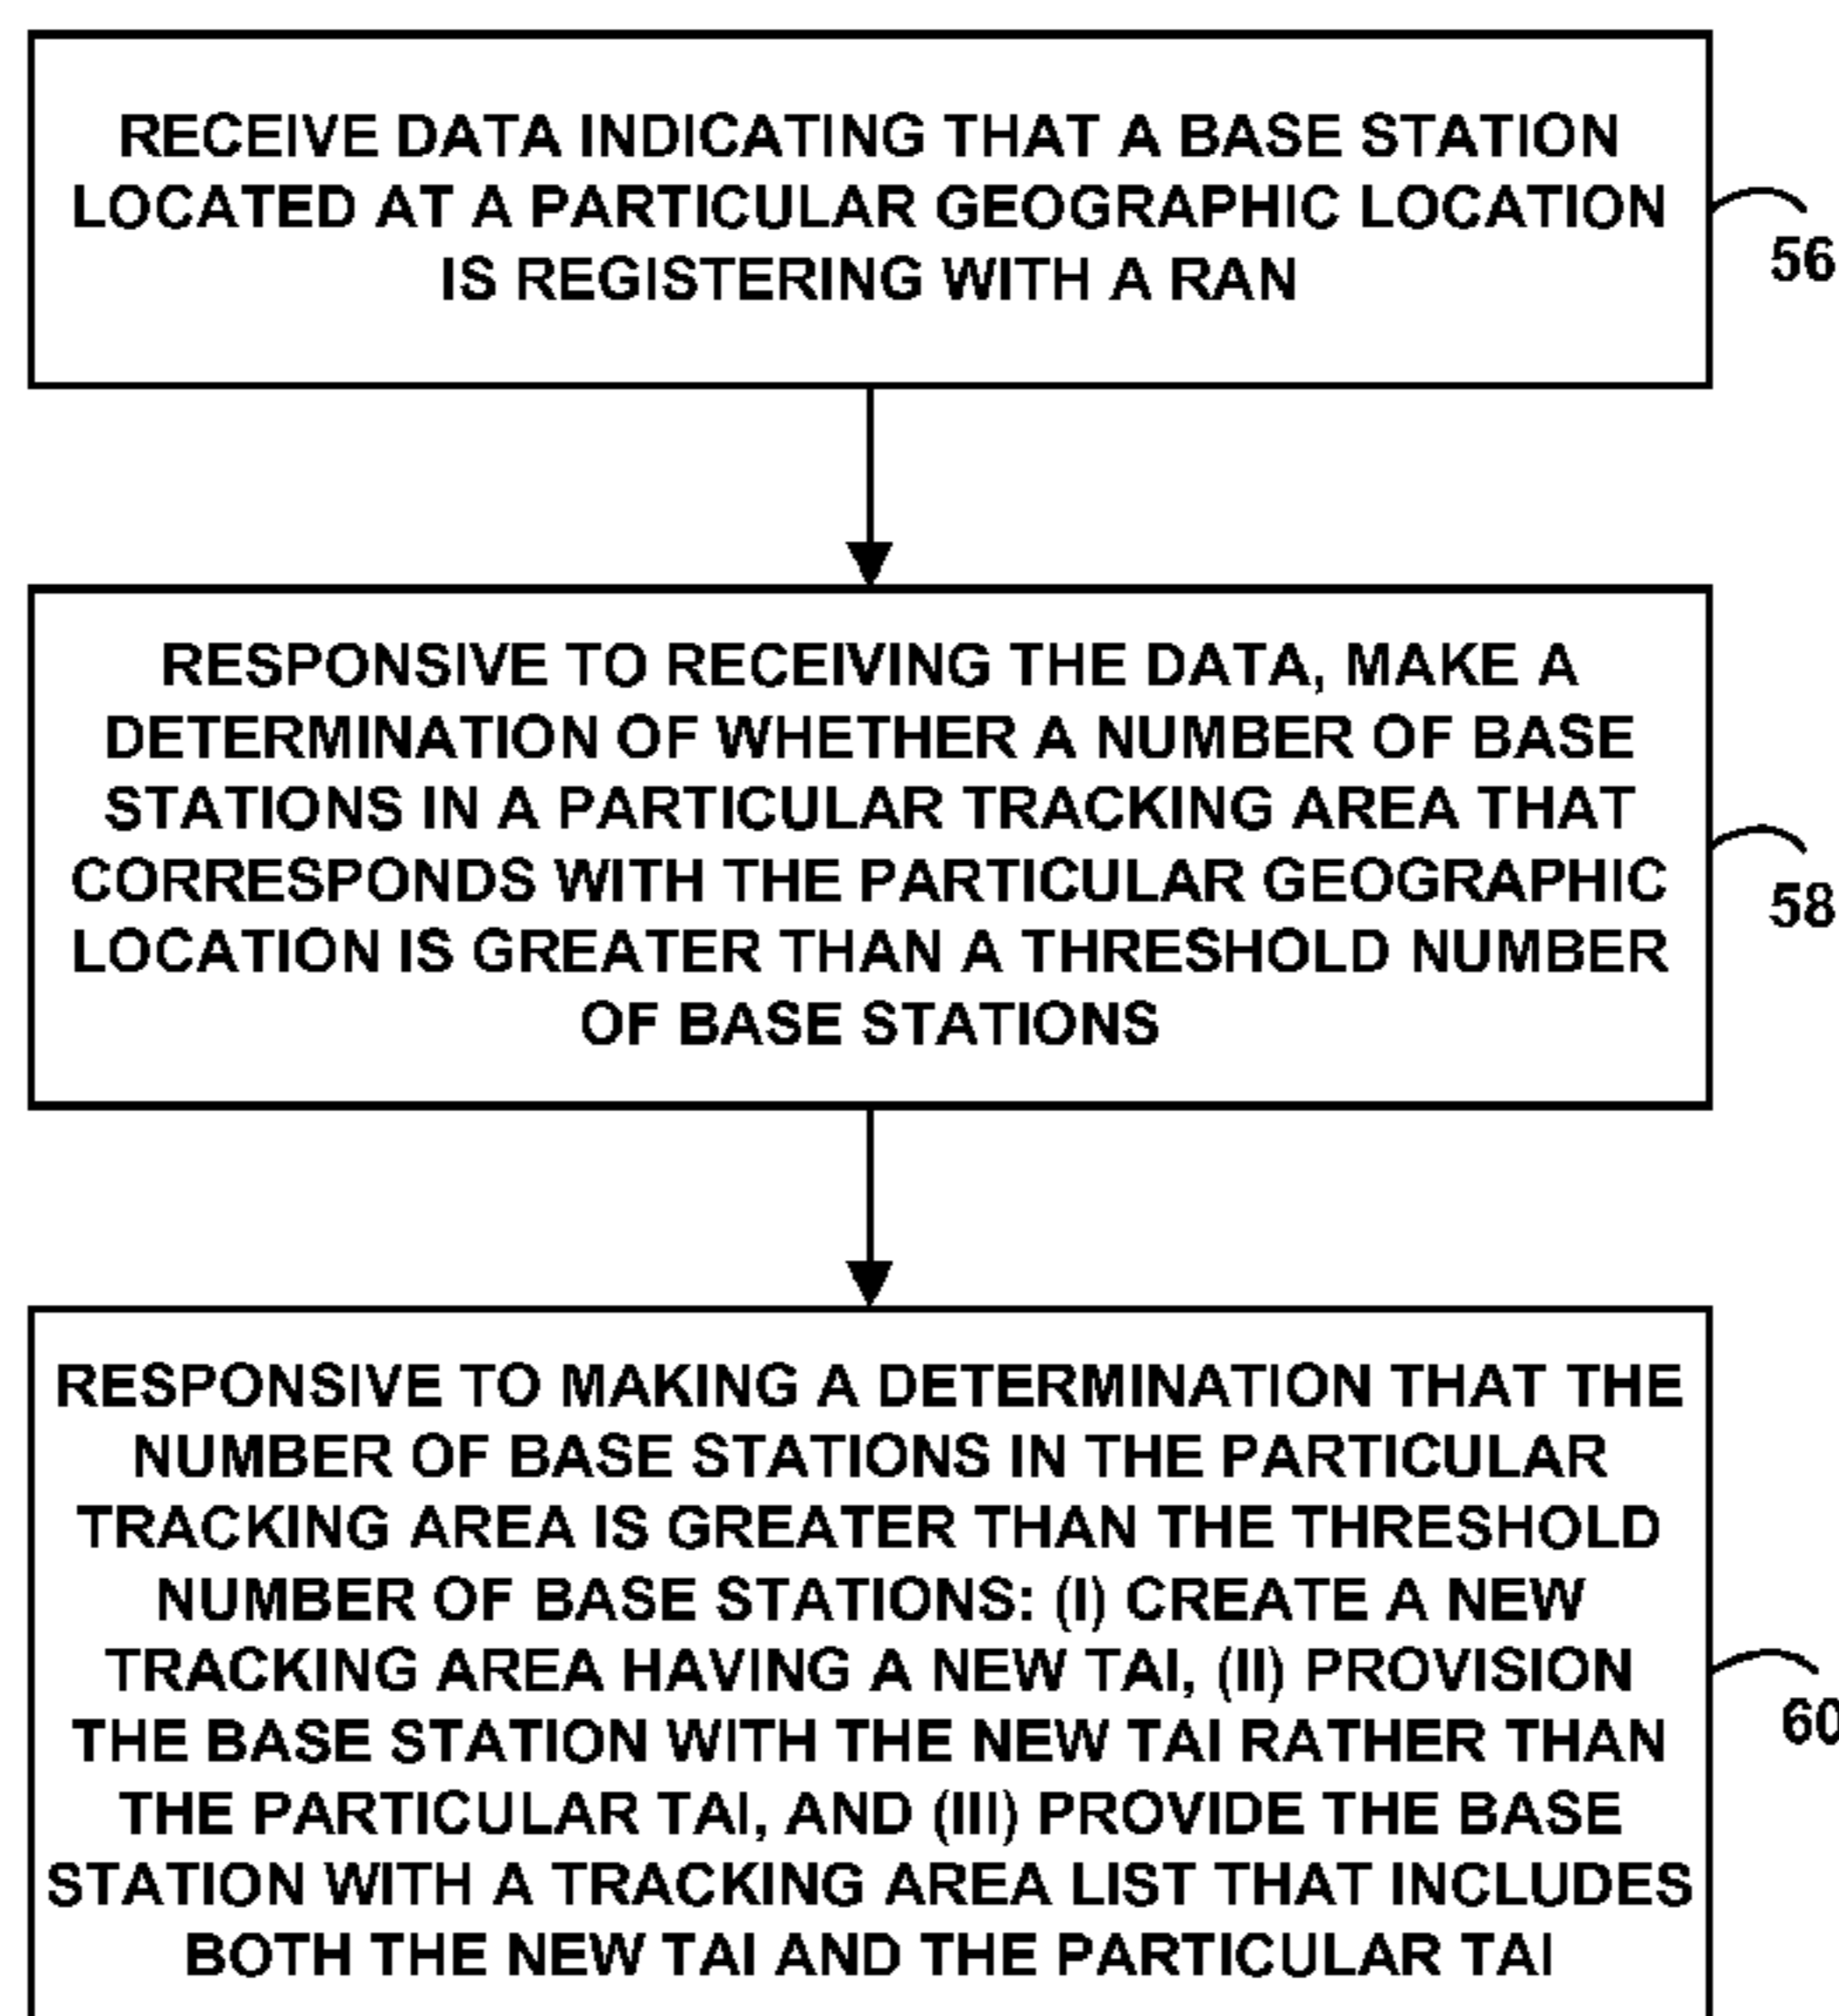 RECEIVE DATA INDICATING THAT A BASE STATION
LOCATED AT A PARTICULAR GEOGRAPHIC LOCATION
IS REGISTERING WITH A RAN
56
RESPONSIVE TO RECEIVING THE DATA, MAKE A
DETERMINATION OF WHETHER A NUMBER OF BASE
STATIONS IN A PARTICULAR TRACKING AREA THAT
CORRESPONDS WITH THE PARTICULAR GEOGRAPHIC
LOCATION IS GREATER THAN A THRESHOLD NUMBER
OF BASE STATIONS
58
RESPONSIVE TO MAKING A DETERMINATION THAT THE
NUMBER OF BASE STATIONS IN THE PARTICULAR
TRACKING AREA IS GREATER THAN THE THRESHOLD
NUMBER OF BASE STATIONS: (I) CREATE A NEW
TRACKING AREA HAVING A NEW TAI, (II) PROVISION
THE BASE STATION WITH THE NEW TAI RATHER THAN
THE PARTICULAR TAI, AND (III) PROVIDE THE BASE
STATION WITH A TRACKING AREA LIST THAT INCLUDES
BOTH THE NEW TAI AND THE PARTICULAR TAI
60